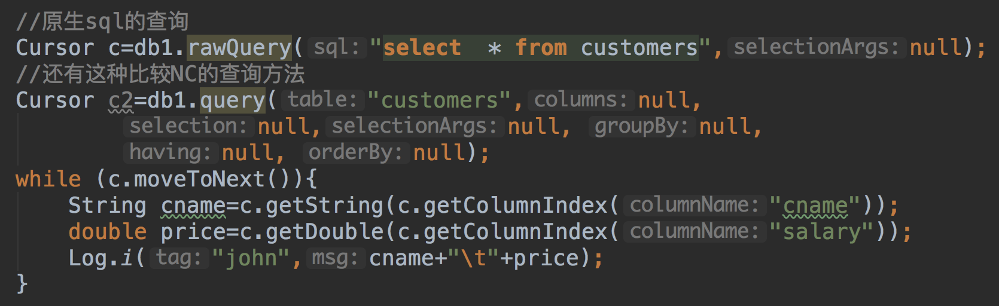 //原生sql的查询
Cursor c=db1.rawQuery( sql: "select  * from customers", selectionArgs: null);
//还有这种比较NC的查询方法
Cursor c2=db1.query( table: "customers", columns: null,
        selection: null, selectionArgs: null, groupBy: null,
        having: null, orderBy: null);
while (c.moveToNext()){
    String cname=c.getString(c.getColumnIndex( columnName: "cname"));
    double price=c.getDouble(c.getColumnIndex( columnName: "salary"));
    Log.i( tag: "john", msg: cname+"\t"+price);
}